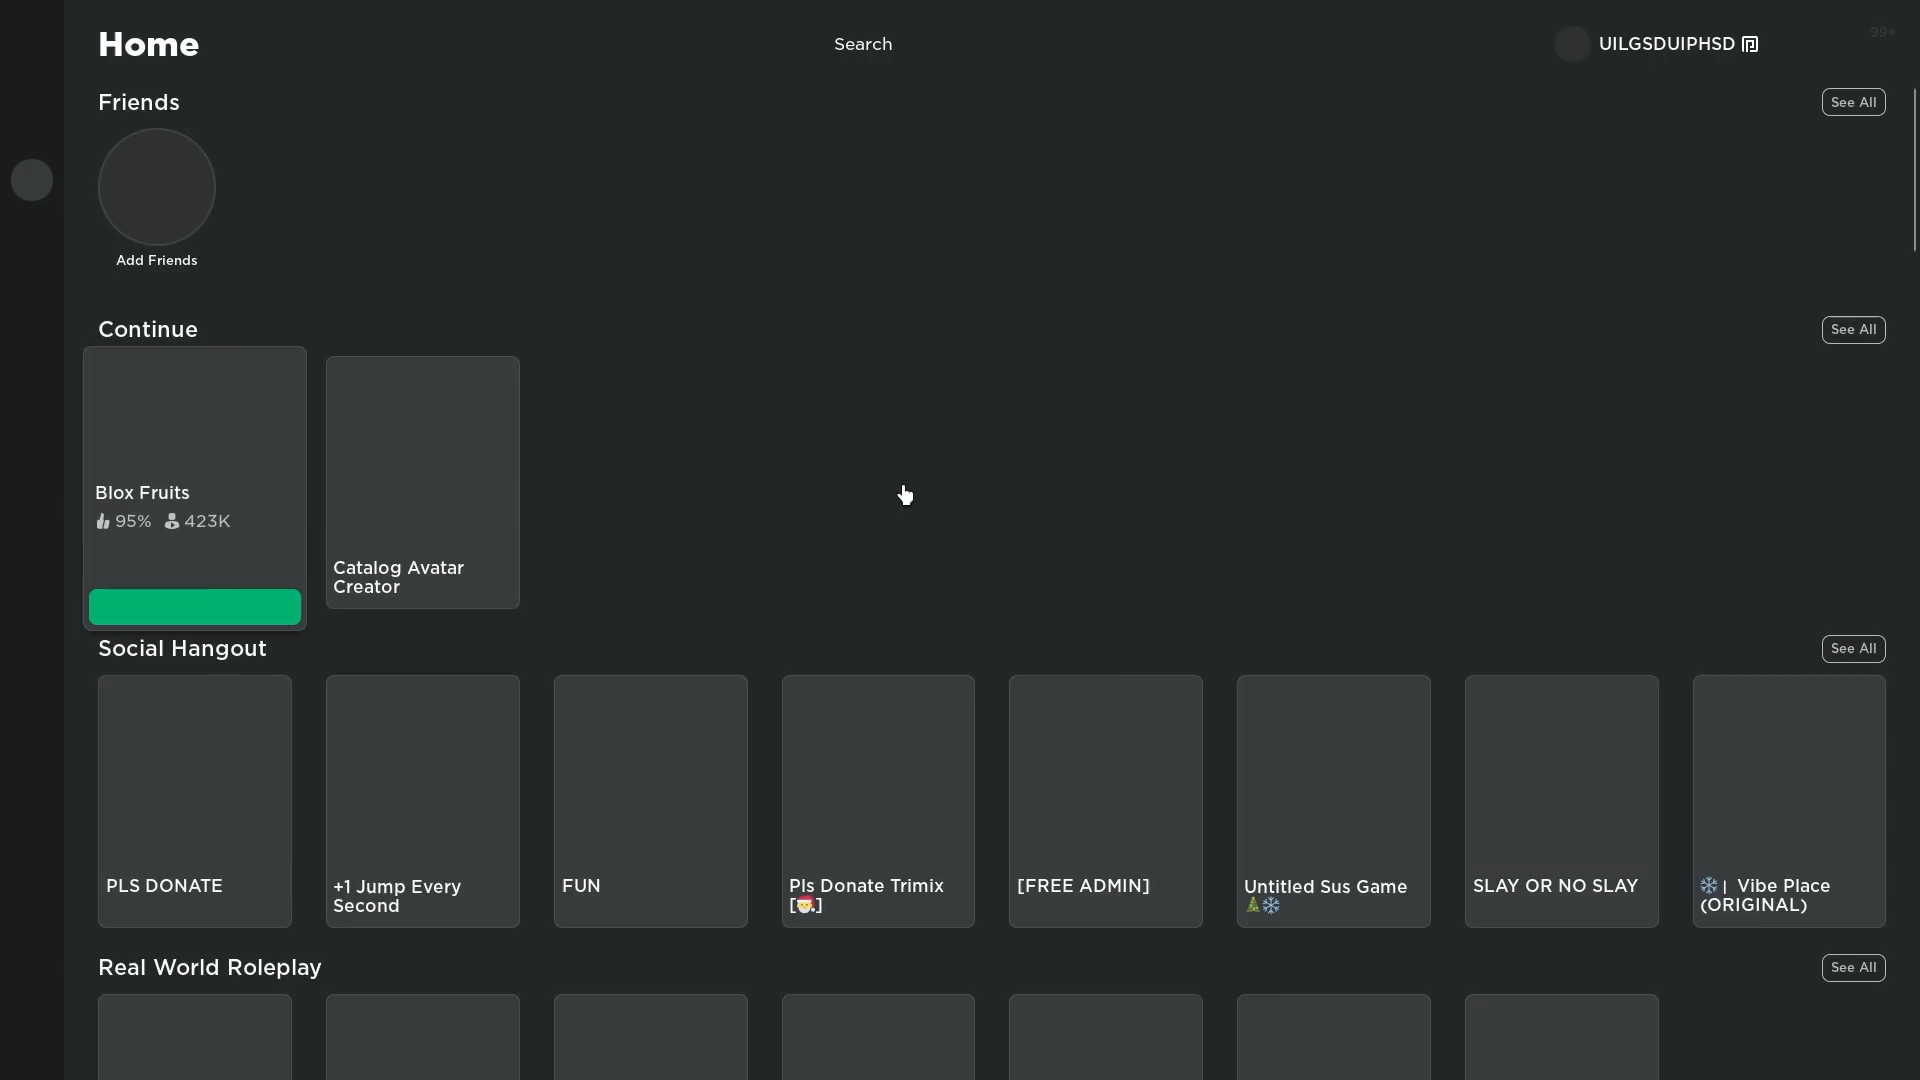 Home
Search
UILGSDUIPHSD
99+
Friends
See All
Add Friends
Continue
See All
Blox Fruits
95% 423K
Catalog Avatar
Creator
Social Hangout
See All
PLS DONATE
+1 Jump Every
Second
FUN
Pls Donate Trimix
[🎅]
[FREE ADMIN]
Untitled Sus Game
🎄❄️
SLAY OR NO SLAY
❄️ | Vibe Place
(ORIGINAL)
Real World Roleplay
See All